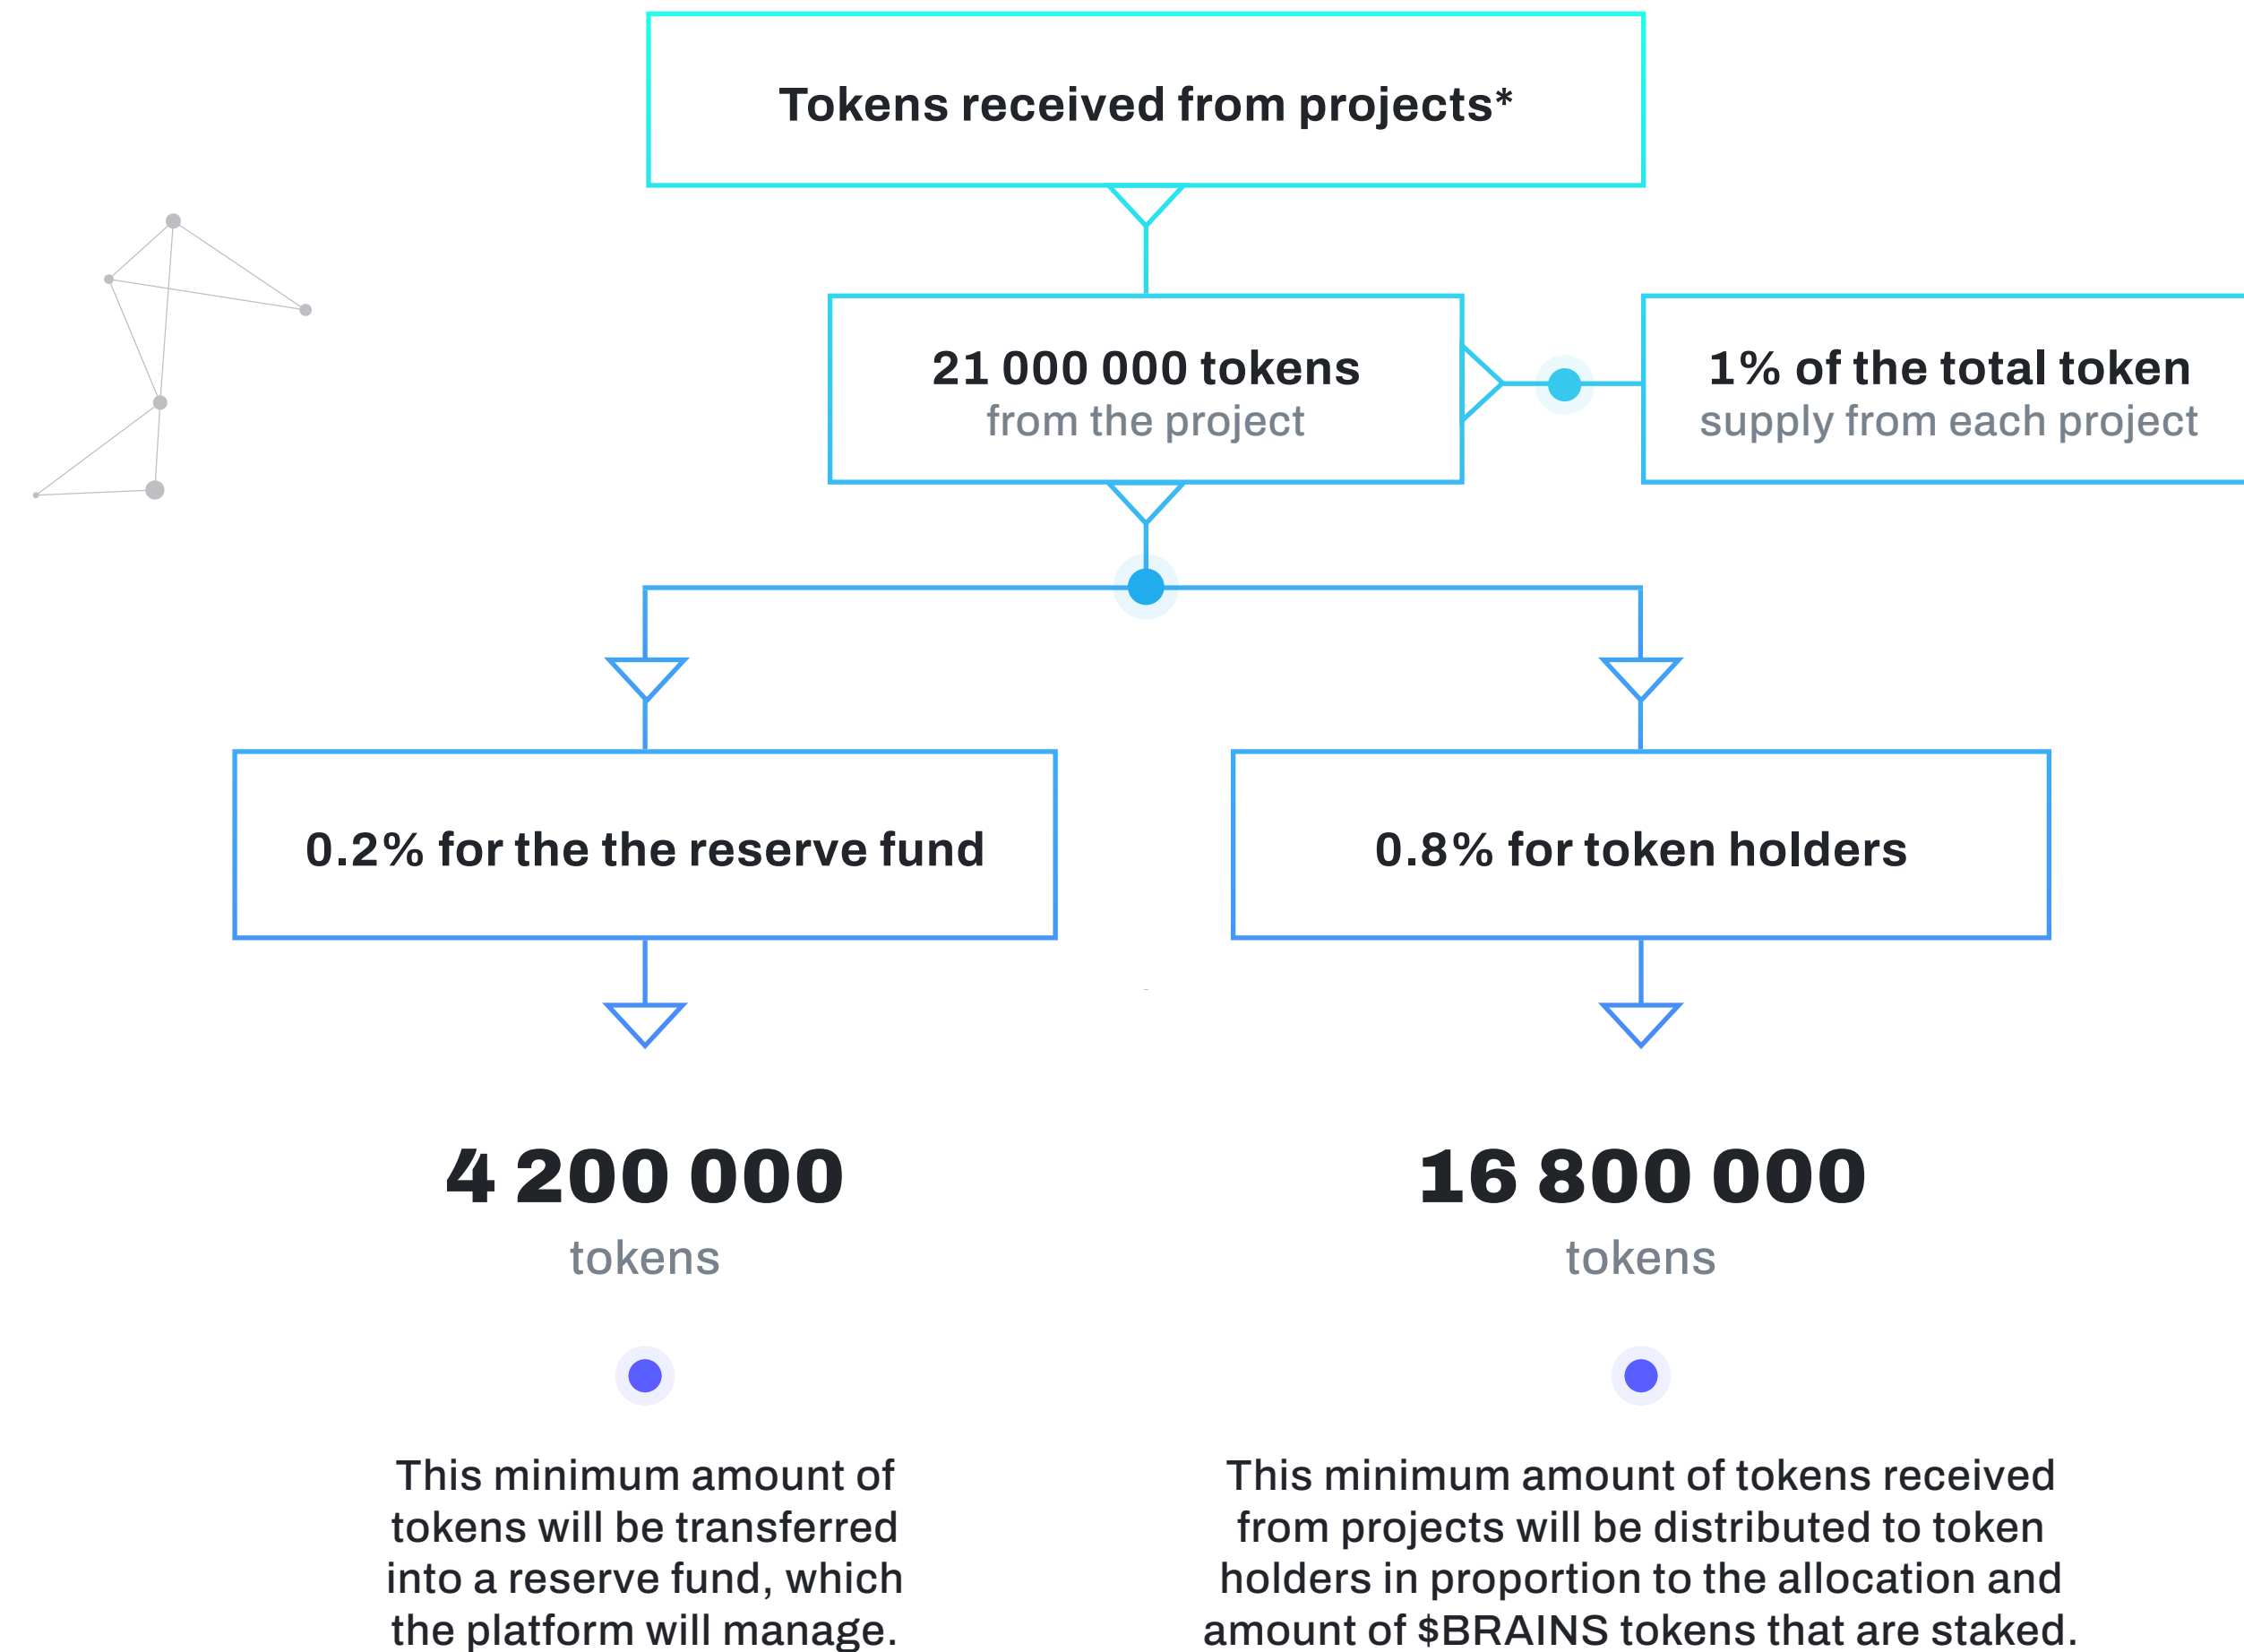 Tokens received from projects*
21 000 000 tokens
from the project
1% of the total token
supply from each project
0.2% for the the reserve fund
0.8% for token holders
4 200 000
tokens
16 800 000
tokens
This minimum amount of
tokens will be transferred
into a reserve fund, which
the platform will manage.
This minimum amount of tokens received
from projects will be distributed to token
holders in proportion to the allocation and
amount of $BRAINS tokens that are staked.